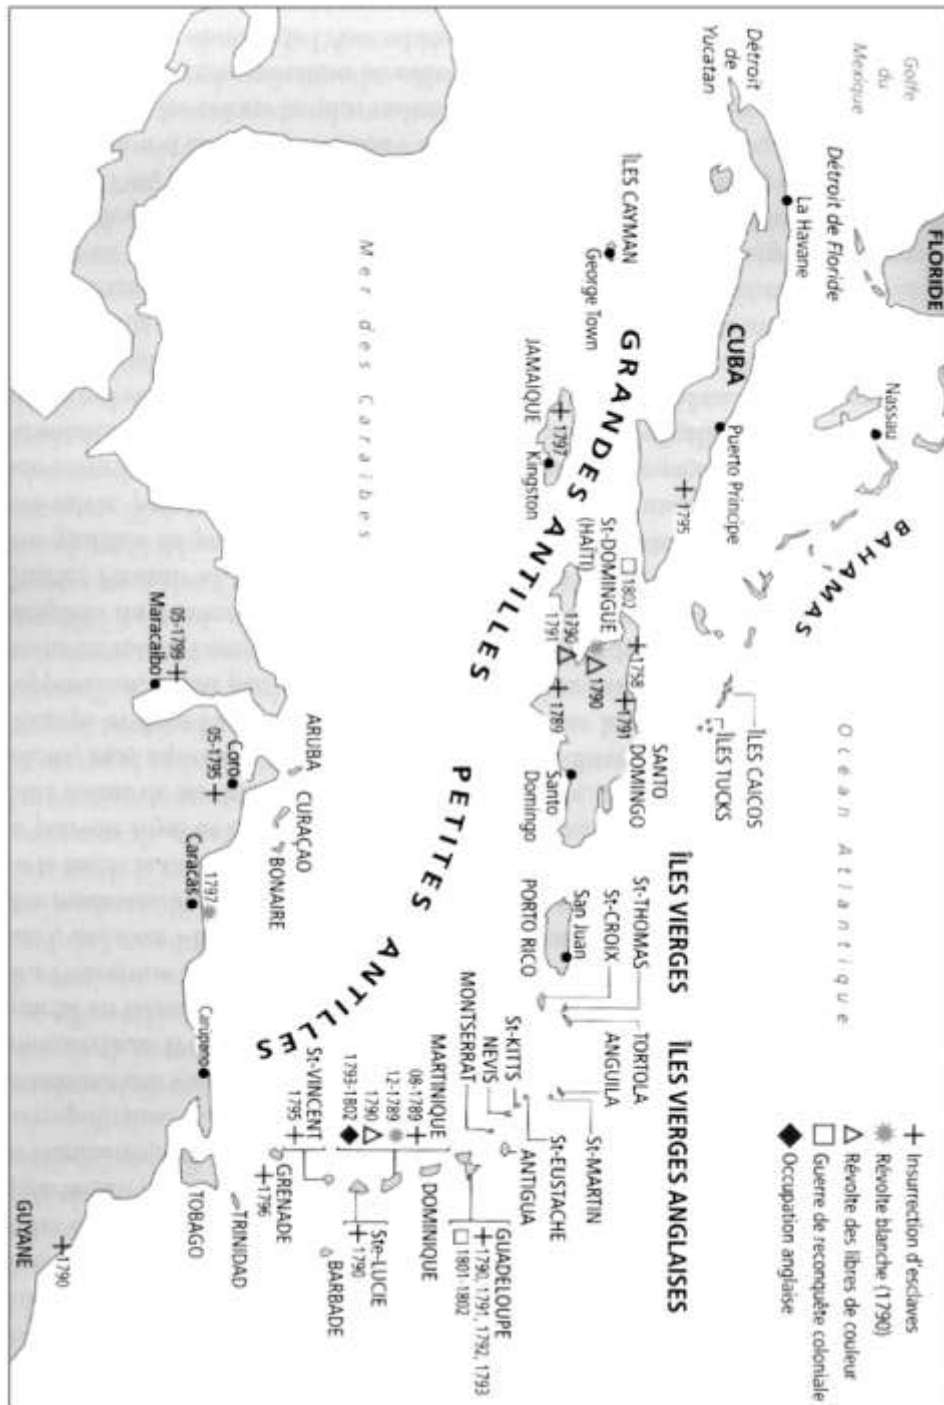 + Insurrection d'esclaves
Révolte blanche (1790)
△ Révolte des libres de couleur
□ Guerre de reconquête coloniale
◆ Occupation anglaise
Golfe
du
Mexique
FLORIDE
Détroit de Floride
Détroit
de
Yucatan
La Havane
Nassau
BAHAMAS
Océan Atlantique
CUBA
Puerto Principe
+ 1795
ÎLES CAICOS
ÎLES TUCKS
ÎLES CAYMAN
George Town
GRANDES ANTILLES
JAMAIQUE
+ 1797
Kingston
St-DOMINGUE
(HAÏTI)
□ 1802
+ 1758
+ 1791
△ 1790
1790 △
1791
+ 1789
SANTO
DOMINGO
Santo
Domingo
ÎLES VIERGES
ÎLES VIERGES ANGLAISES
St-THOMAS
St-CROIX
San Juan
PORTO RICO
TORTOLA
ANGUILA
St-MARTIN
St-EUSTACHE
St-KITTS
NEVIS
MONTSERRAT
ANTIGUA
GUADELOUPE
+ 1790, 1791, 1792, 1793
□ 1801-1802
DOMINIQUE
MARTINIQUE
08-1789 +
12-1789
1790 △
1793-1802 ◆
Ste-LUCIE
+ 1790
St-VINCENT
1795 +
BARBADE
GRENADE
+ 1796
PETITES ANTILLES
Mer des Caraibes
ARUBA
CURAÇAO
BONAIRE
05-1799 +
Maracaibo
Coro
05-1795 +
1797
Caracas
Carupano
TRINIDAD
TOBAGO
+ 1790
GUYANE